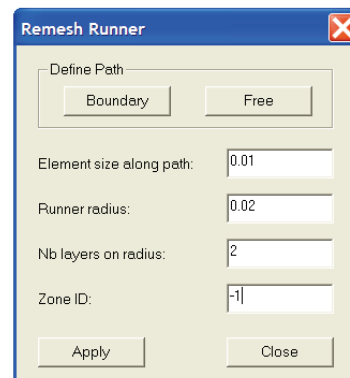 Remesh Runner
Define Path
Boundary Free
Element size along path: 0.01
Runner radius: 0.02
Nb layers on radius: 2
Zone ID: -1
Apply Close